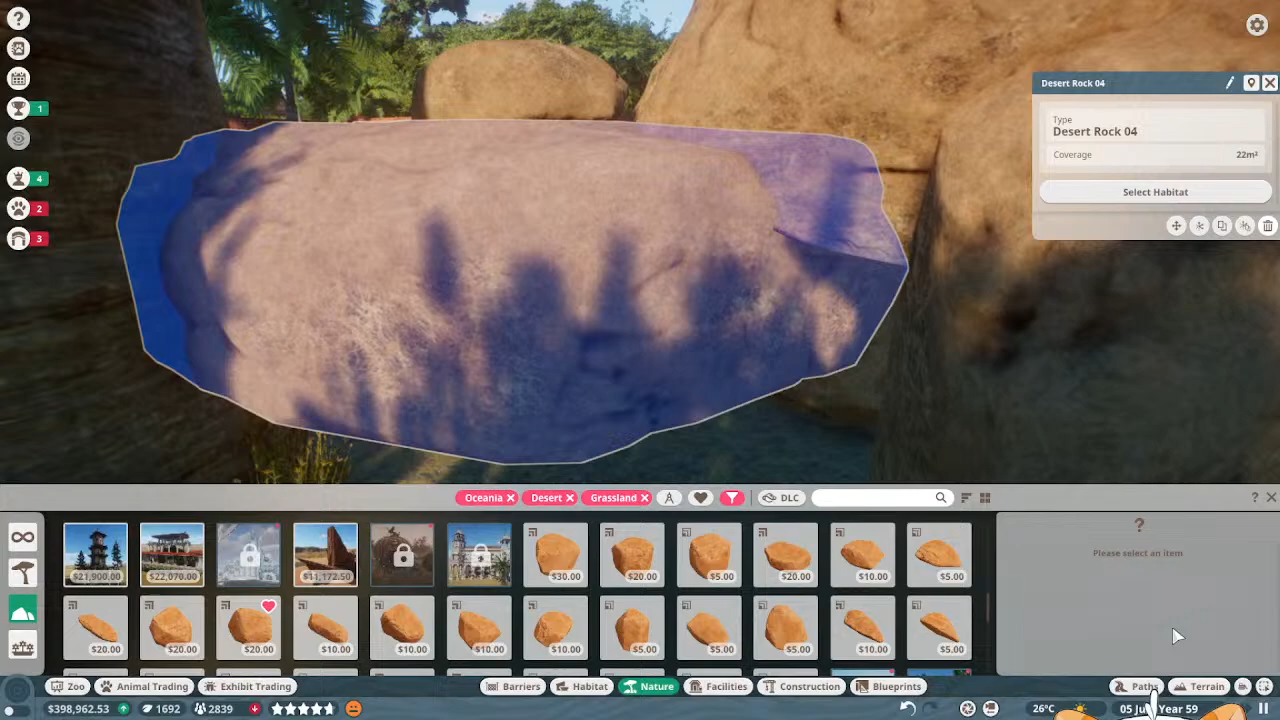 1
4
2
3
Desert Rock 04
Type
Desert Rock 04
Coverage 22m²
Select Habitat
Oceania Desert Grassland DLC
$21,900.00 $22,070.00 $11,172.50 $30.00 $20.00 $5.00 $20.00 $10.00 $5.00
$20.00 $20.00 $20.00 $10.00 $10.00 $10.00 $10.00 $5.00 $5.00 $5.00 $5.00 $5.00
?
Please select an item
Zoo Animal Trading Exhibit Trading Barriers Habitat Nature Facilities Construction Blueprints Paths Terrain
$398,962.53 1692 2839 26°C 05 Year 59